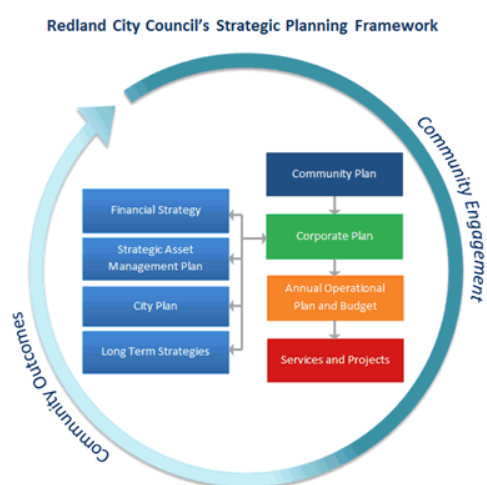 Redland City Council's Strategic Planning Framework
Community Engagement
Community Plan
Financial Strategy
Corporate Plan
Strategic Asset
Management Plan
Annual Operational
Plan and Budget
City Plan
Long Term Strategies
Services and Projects
Community Outcomes